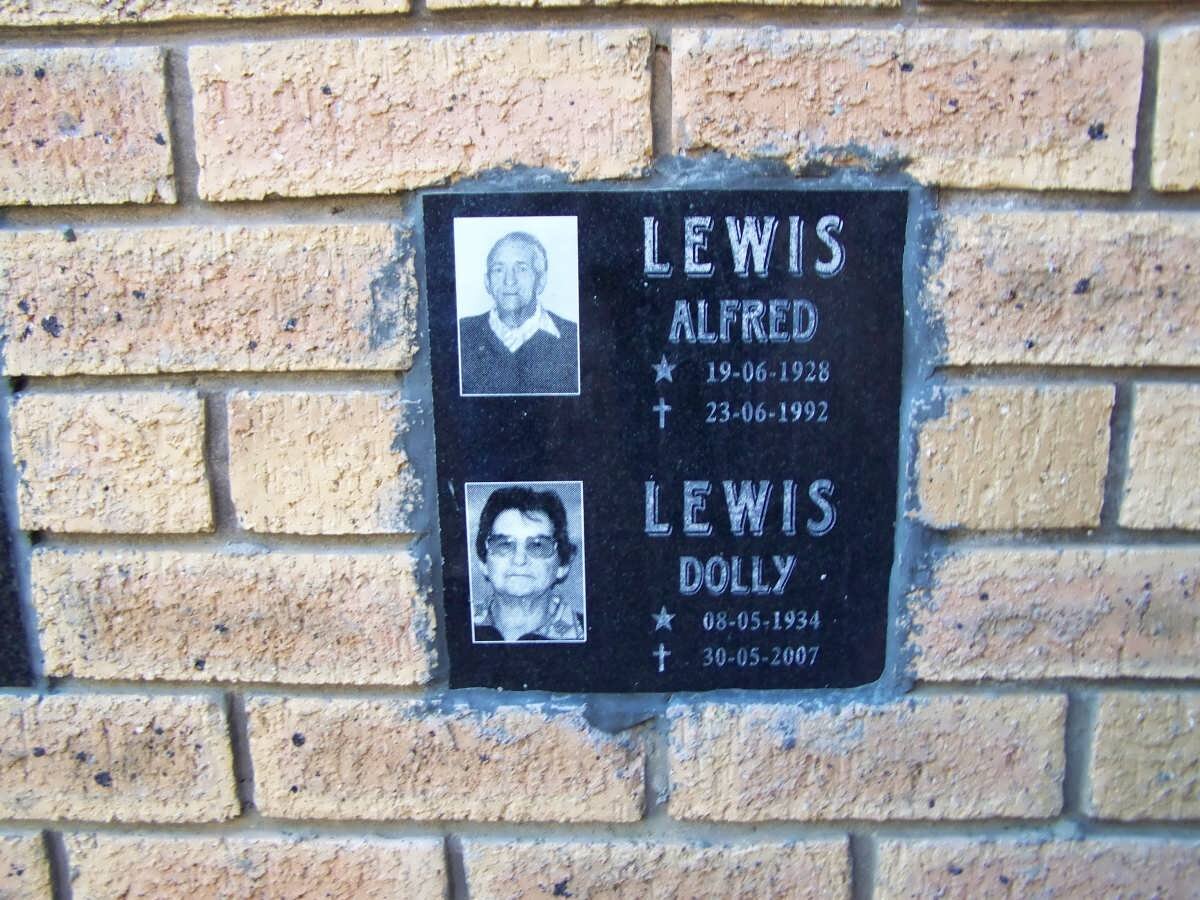 LEWIS
ALFRED
★ 19-06-1928
✝ 23-06-1992
LEWIS
DOLLY
★ 08-05-1934
✝ 30-05-2007